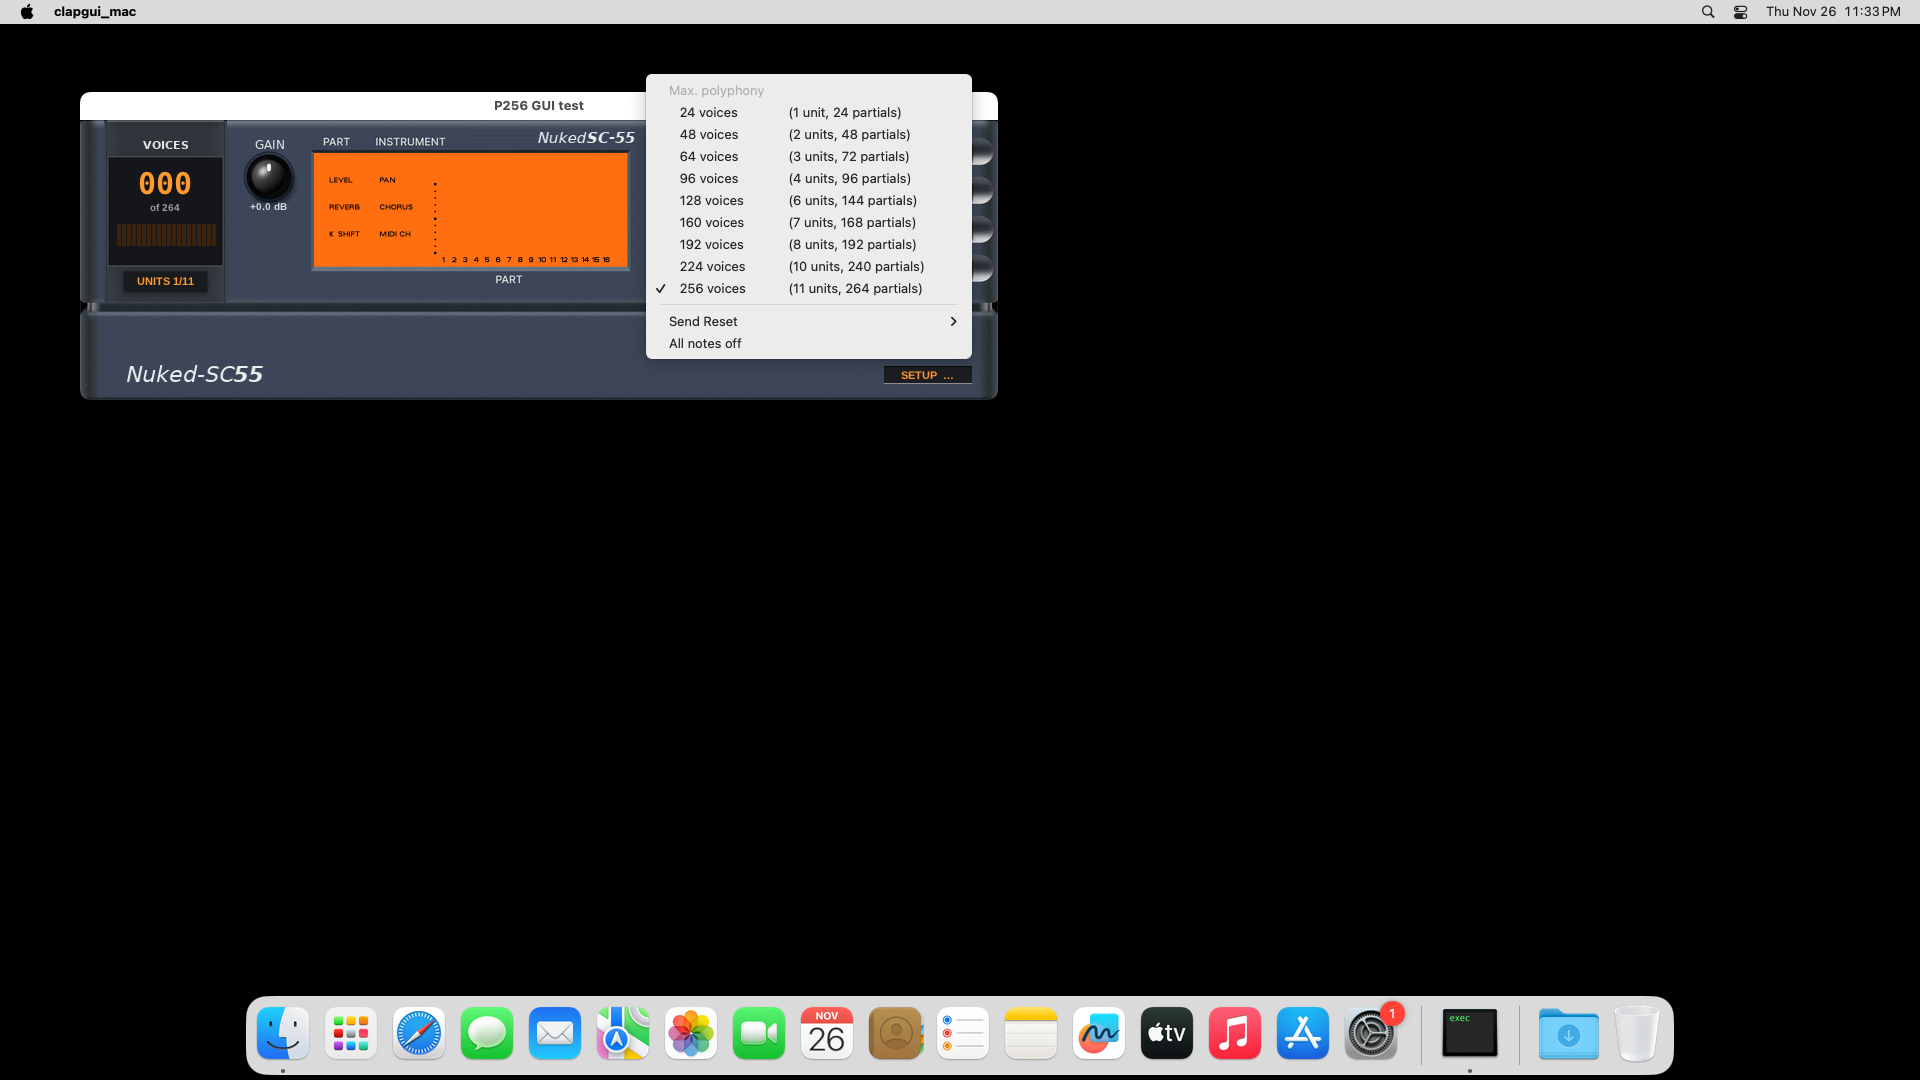 clapgui_mac
Thu Nov 26 11:33 PM
P256 GUI test
VOICES
000
of 264
UNITS 1/11
GAIN
+0.0 dB
PART INSTRUMENT
NukedSC-55
LEVEL PAN
REVERB CHORUS
K SHIFT MIDI CH
1 2 3 4 5 6 7 8 9 10 11 12 13 14 15 16
PART
Max. polyphony
24 voices (1 unit, 24 partials)
48 voices (2 units, 48 partials)
64 voices (3 units, 72 partials)
96 voices (4 units, 96 partials)
128 voices (6 units, 144 partials)
160 voices (7 units, 168 partials)
192 voices (8 units, 192 partials)
224 voices (10 units, 240 partials)
256 voices (11 units, 264 partials)
Send Reset
All notes off
Nuked-SC55
SETUP ...
NOV
26
tv
1
exec